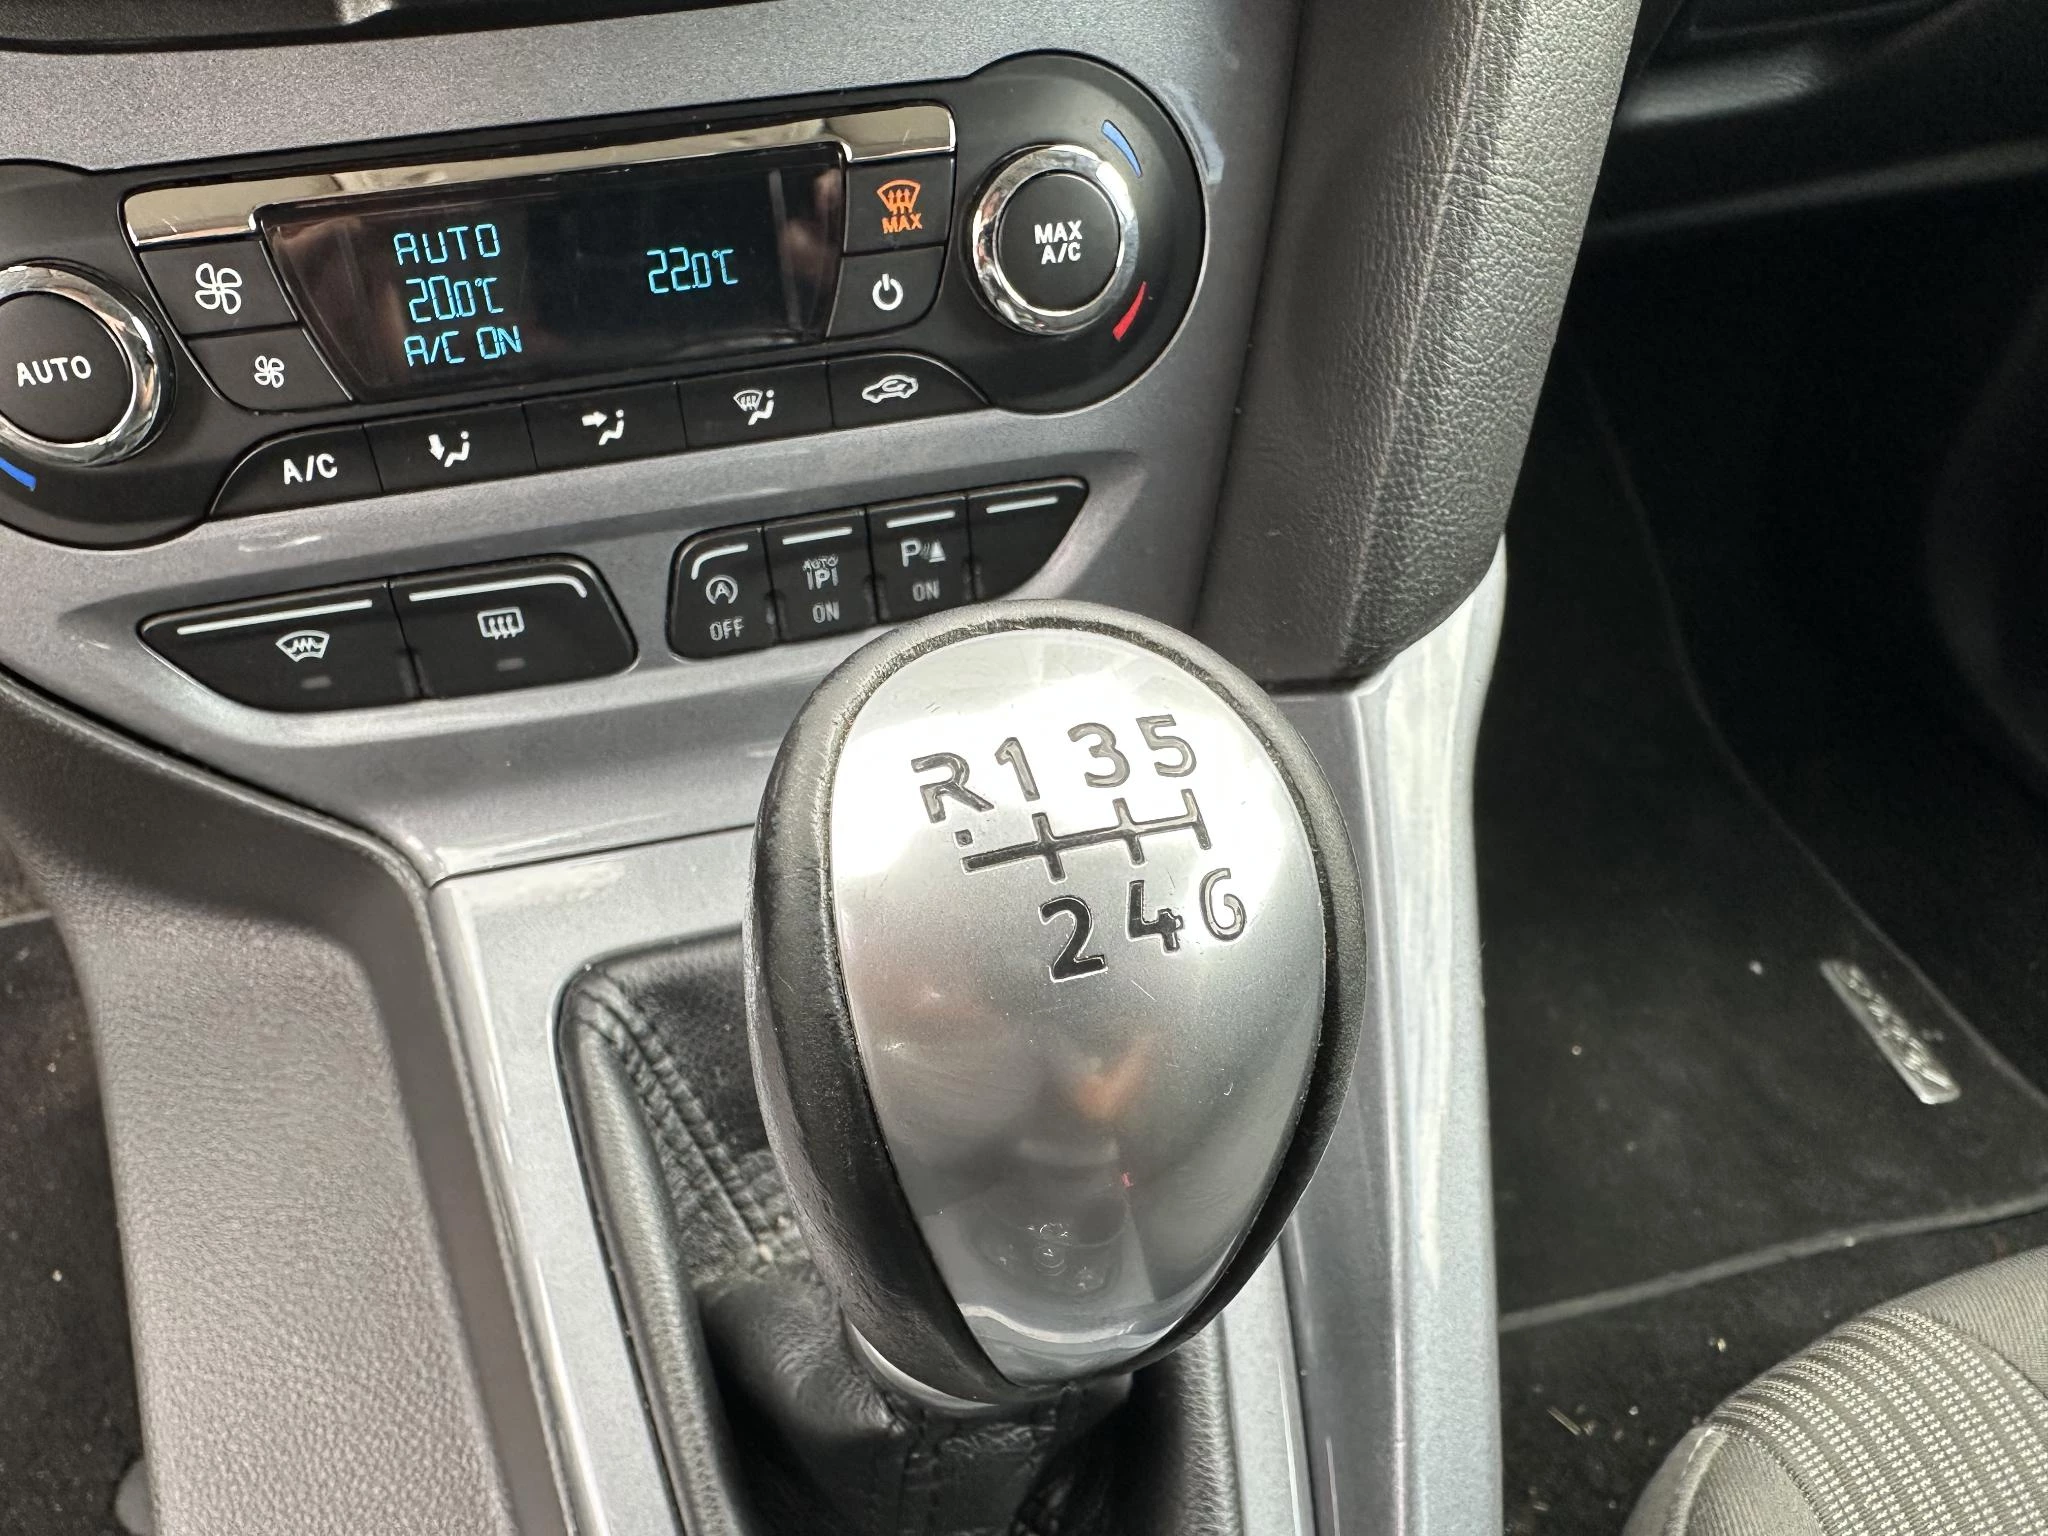 AUTO
20.0°C
A/C ON
22.0°C
MAX
MAX
A/C
AUTO
A/C
A
OFF
AUTO
P
ON
P
ON
R 1 3 5
2 4 6